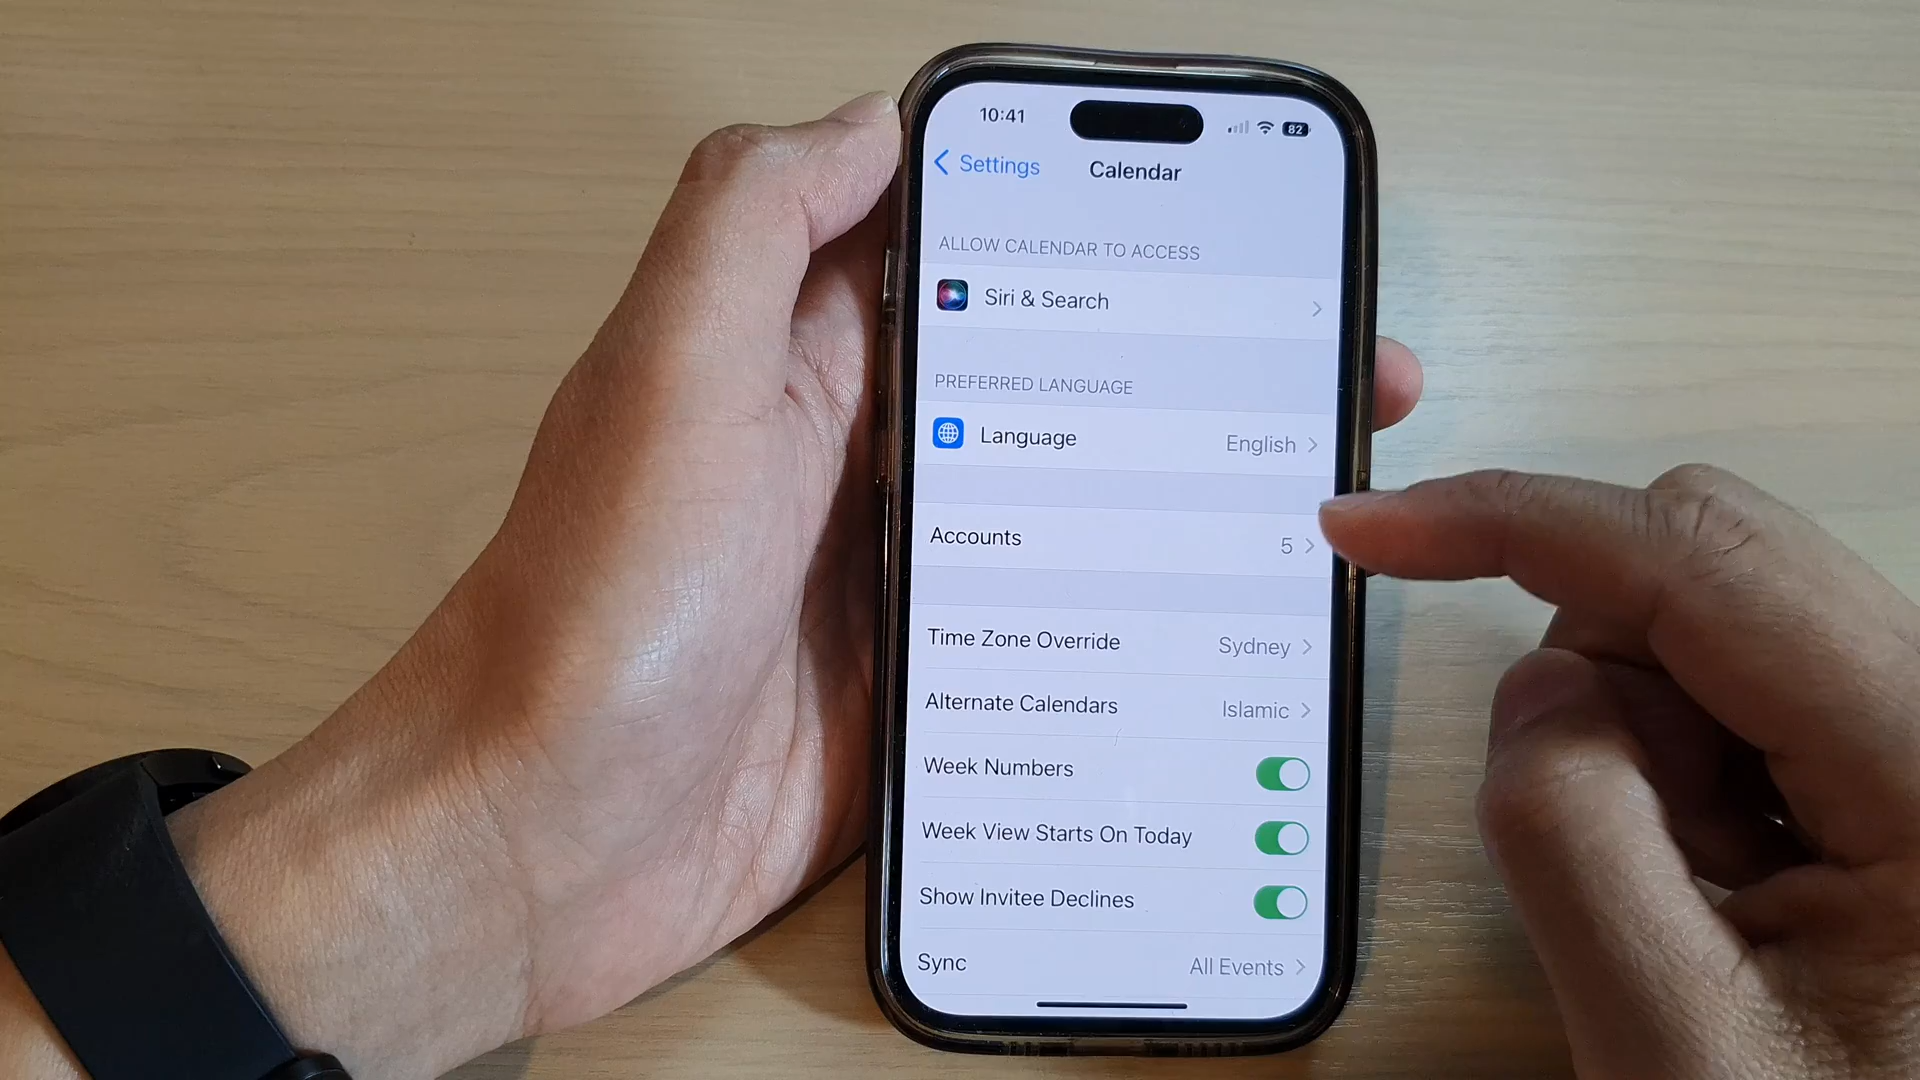 10:41
82
Settings
Calendar
ALLOW CALENDAR TO ACCESS
Siri & Search
PREFERRED LANGUAGE
Language English
Accounts 5
Time Zone Override Sydney
Alternate Calendars Islamic
Week Numbers
Week View Starts On Today
Show Invitee Declines
Sync All Events